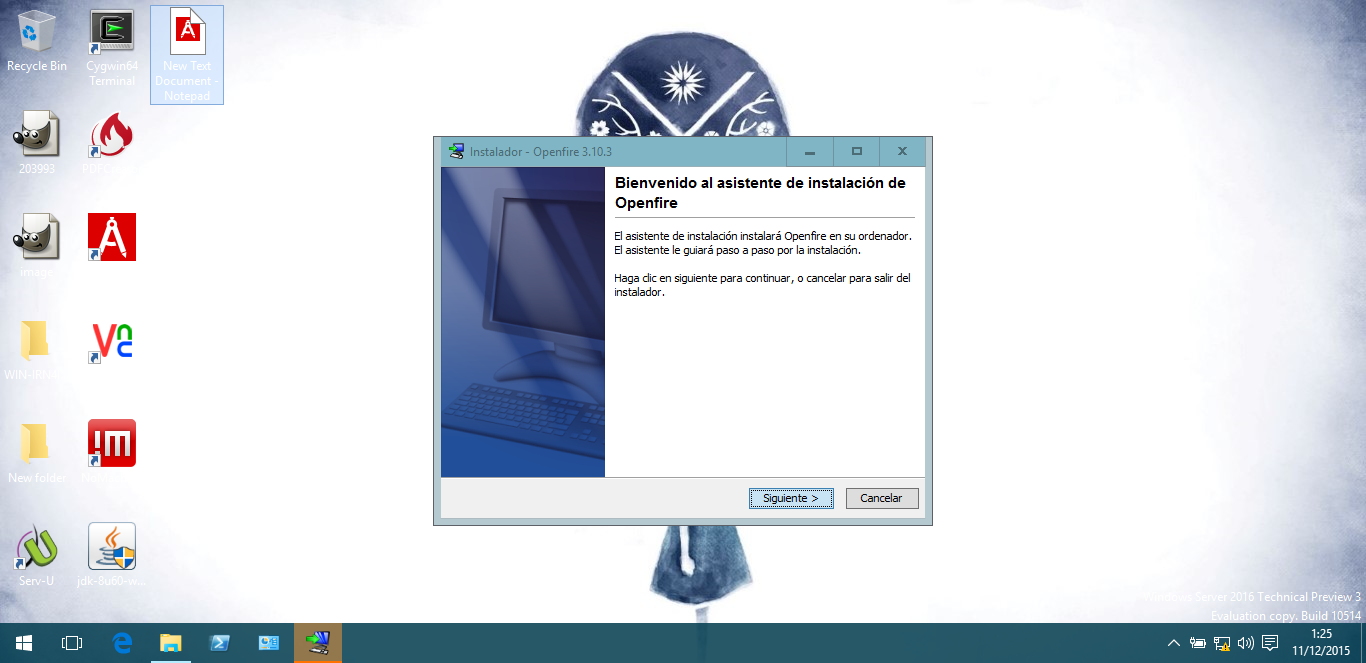 Recycle Bin
Cygwin64
Terminal
New Text
Document -
Notepad
203993
Instalador - Openfire 3.10.3
Bienvenido al asistente de instalación de
Openfire
El asistente de instalación instalará Openfire en su ordenador.
El asistente le guiará paso a paso por la instalación.
Haga clic en siguiente para continuar, o cancelar para salir del
instalador.
Siguiente >
Cancelar
images
New folder
Serv-U
jdk-8u60-w...
Windows Server 2016 Technical Preview 3
Evaluation copy. Build 10514
1:25
11/12/2015